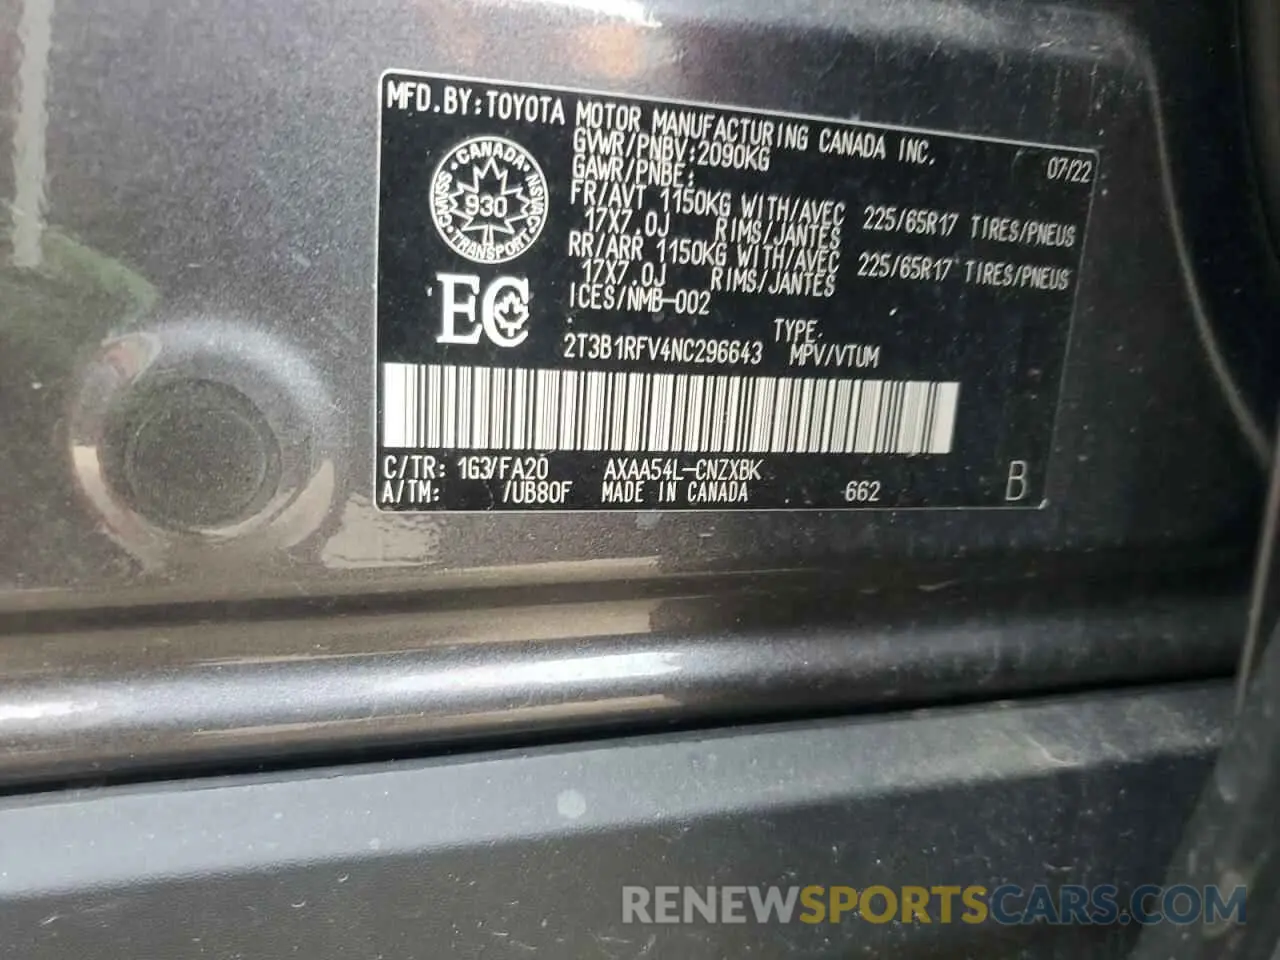 MFD.BY:TOYOTA MOTOR MANUFACTURING CANADA INC.
07/22
GVWR/PNBV:2090KG
GAWR/PNBE:
FR/AVT 1150KG WITH/AVEC 225/65R17 TIRES/PNEUS
17X7.0J RIMS/JANTES
RR/ARR 1150KG WITH/AVEC 225/65R17 TIRES/PNEUS
17X7.0J RIMS/JANTES
ICES/NMB-002
CANADA
CMVSS
930
NSVAC
TRANSPORT
EC
TYPE
2T3B1RFV4NC296643 MPV/VTUM
C/TR: 1G3/FA20 AXAA54L-CNZXBK
A/TM: /UB80F MADE IN CANADA 662
B
RENEWSPORTSCARS.COM